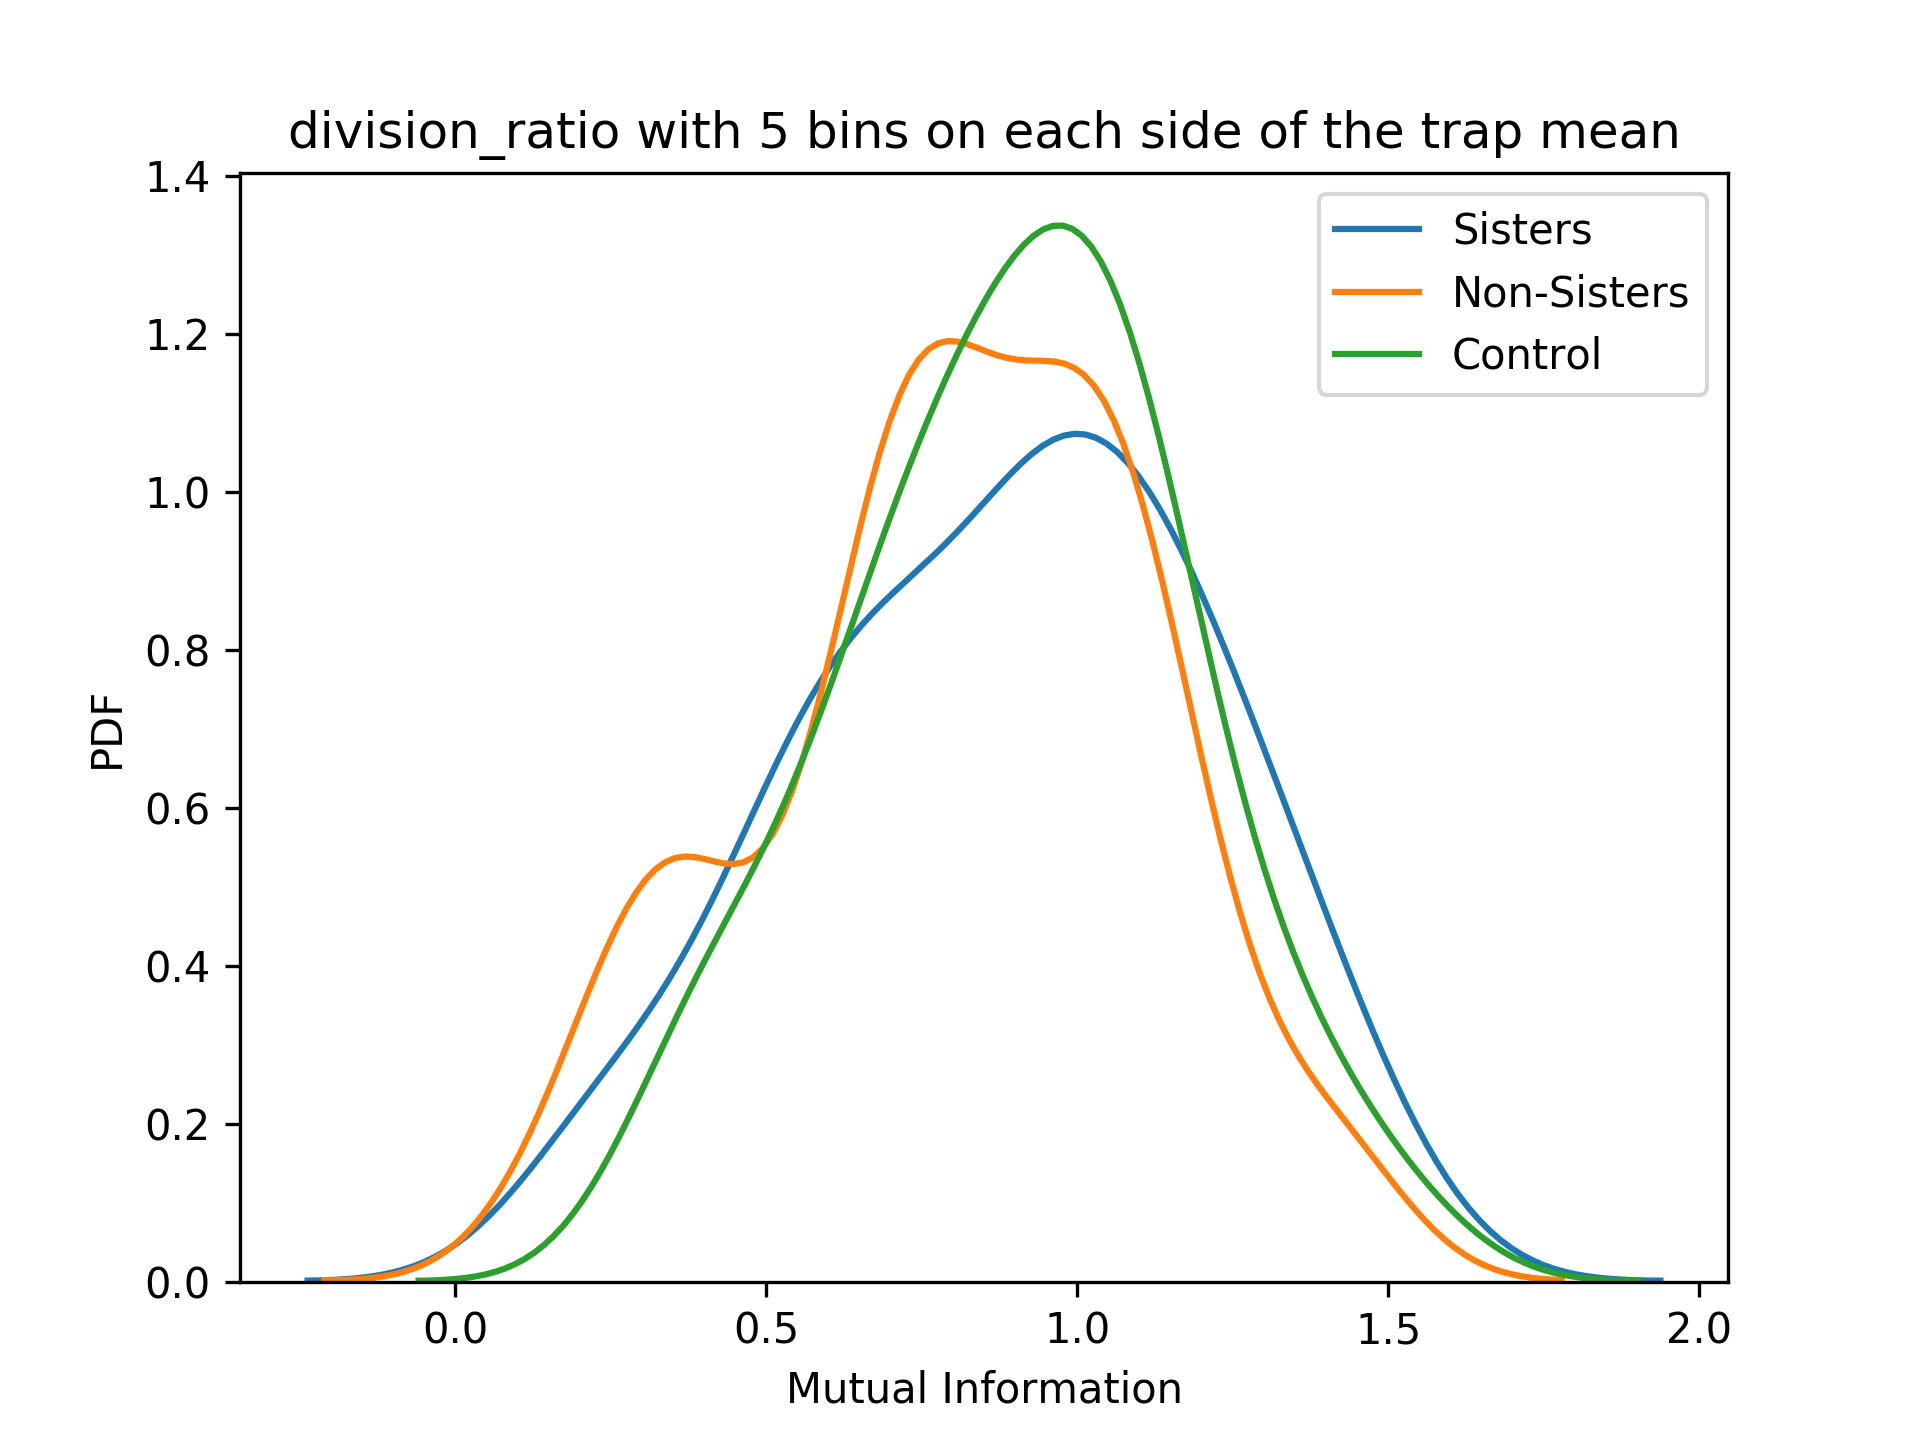 division_ratio with 5 bins on each side of the trap mean
1.4
1.2
1.0
0.8
0.6
0.4
0.2
0.0
PDF
Sisters
Non-Sisters
Control
0.0 0.5 1.0 1.5 2.0
Mutual Information